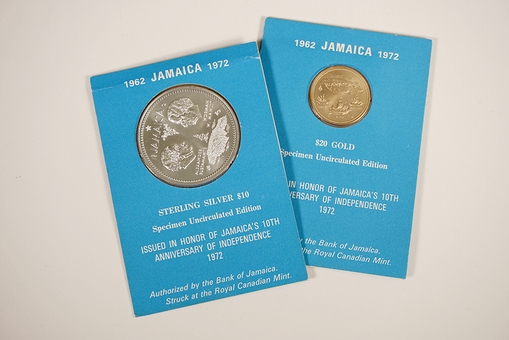 1962 JAMAICA 1972
STERLING SILVER $10
Specimen Uncirculated Edition
ISSUED IN HONOR OF JAMAICA'S 10TH
ANNIVERSARY OF INDEPENDENCE
1972
Authorized by the Bank of Jamaica.
Struck at the Royal Canadian Mint.
1962 JAMAICA 1972
$20 GOLD
Specimen Uncirculated Edition
IN HONOR OF JAMAICA'S 10TH
VERSARY OF INDEPENDENCE
1972
by the Bank of Jamaica.
the Royal Canadian Mint.